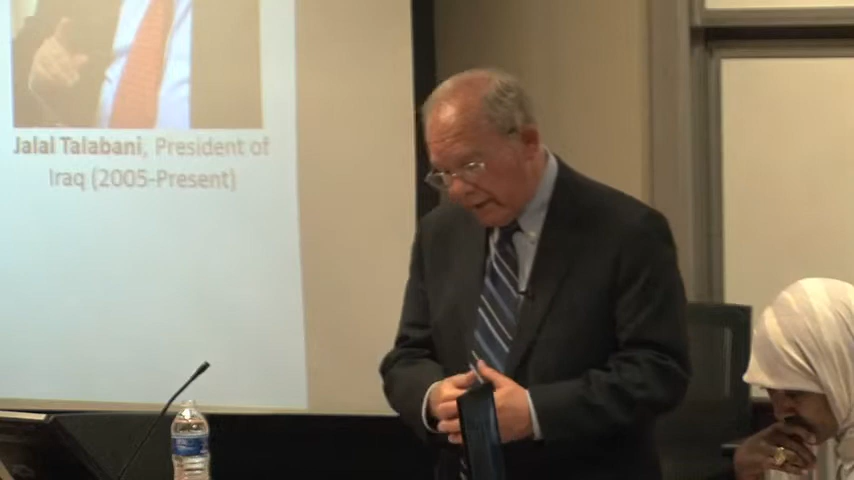 Jalal Talabani, President of
Iraq (2005-Present)